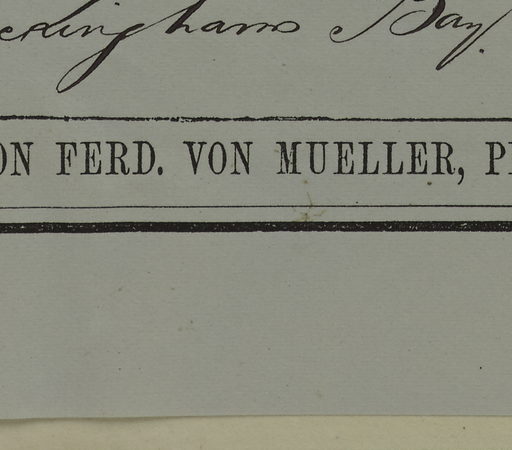 ckinghams Bay
ON FERD. VON MUELLER, P